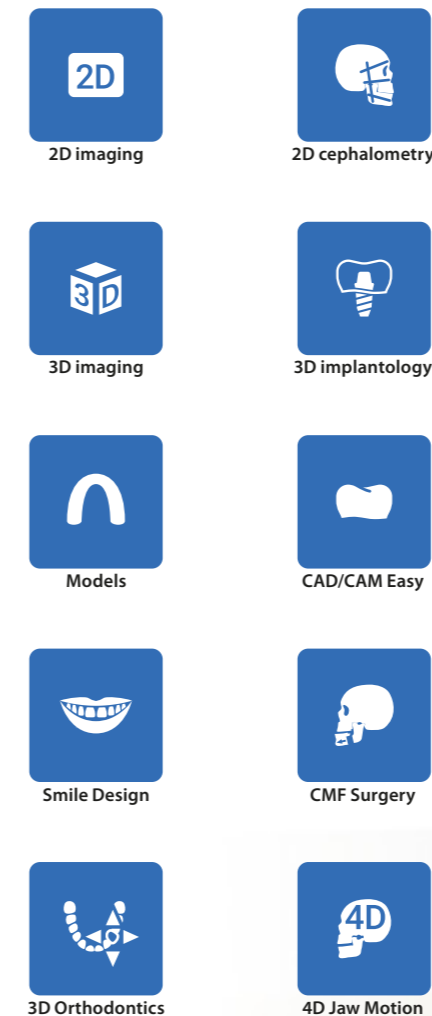 2D
2D imaging
2D cephalometry
3D
3D imaging
3D implantology
Models
CAD/CAM Easy
Smile Design
CMF Surgery
3D Orthodontics
4D
4D Jaw Motion